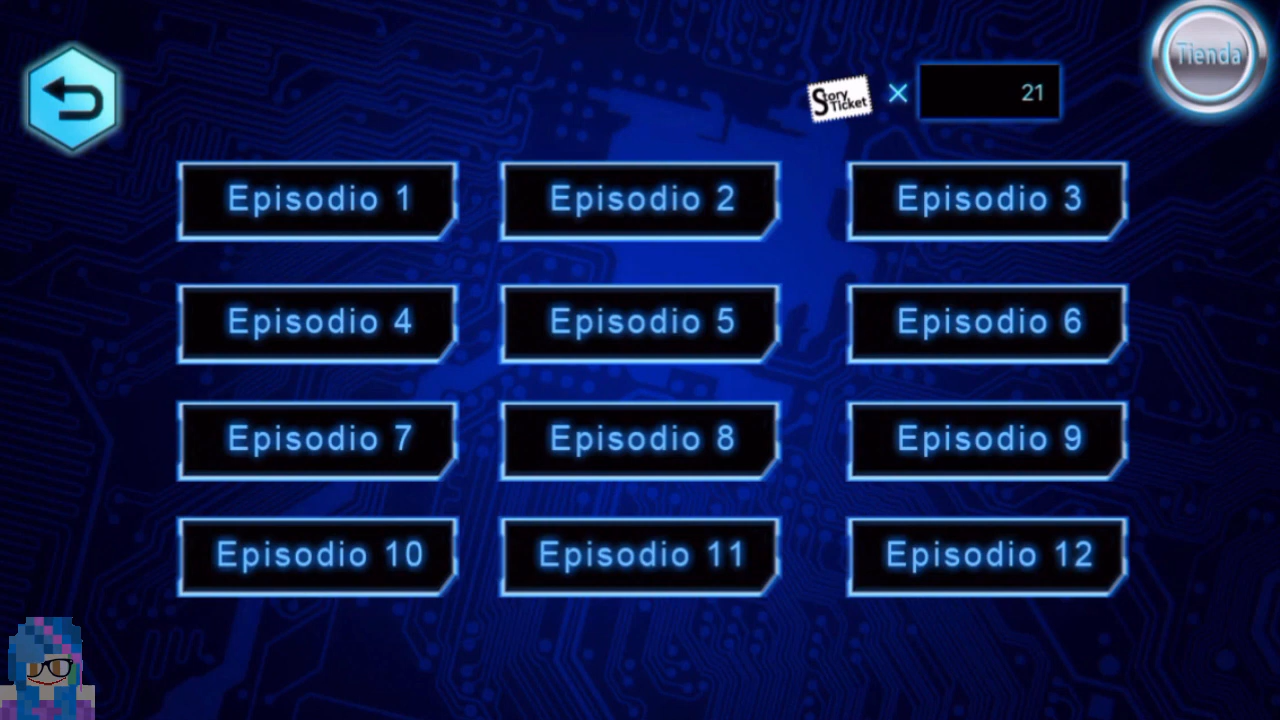 Tienda
Story
Ticket
× 21
Episodio 1
Episodio 2
Episodio 3
Episodio 4
Episodio 5
Episodio 6
Episodio 7
Episodio 8
Episodio 9
Episodio 10
Episodio 11
Episodio 12